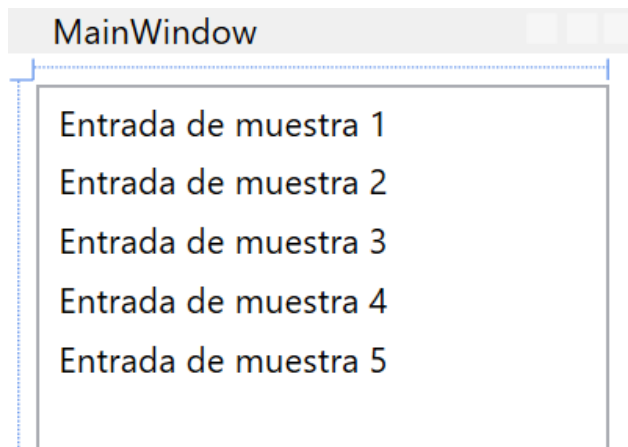 MainWindow
Entrada de muestra 1
Entrada de muestra 2
Entrada de muestra 3
Entrada de muestra 4
Entrada de muestra 5